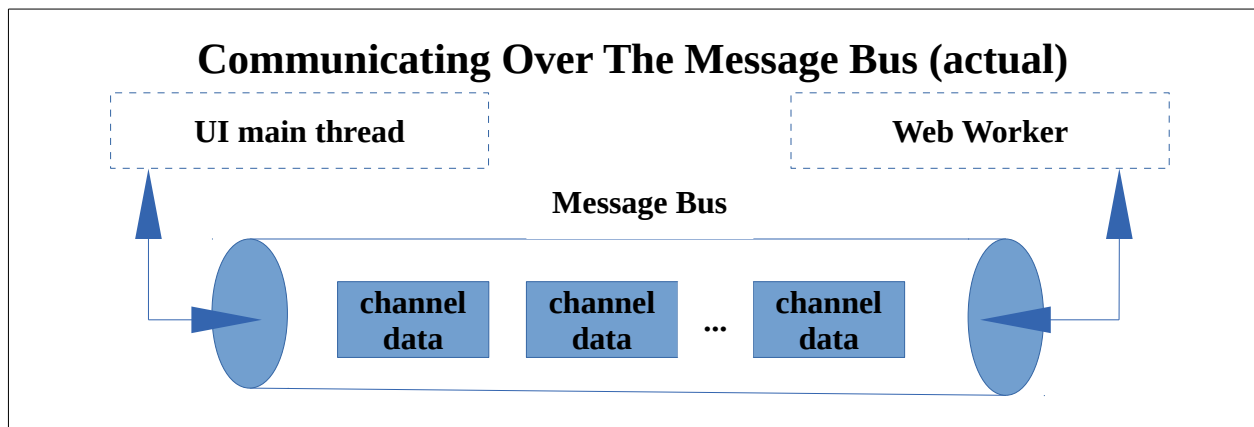 Communicating Over The Message Bus (actual)
UI main thread
Web Worker
Message Bus
channel
data
channel
data
...
channel
data